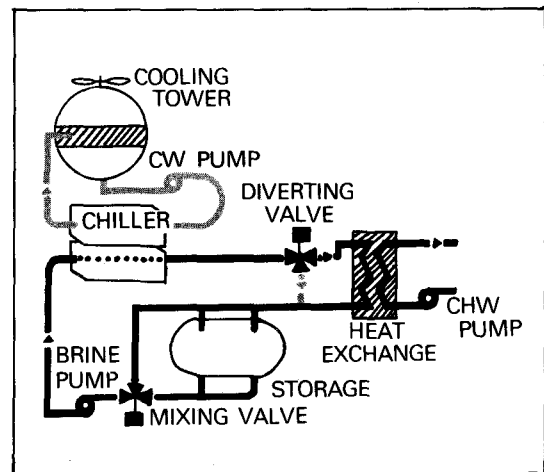 COOLING
TOWER
CW PUMP
DIVERTING
VALVE
CHILLER
CHW
PUMP
HEAT
EXCHANGE
BRINE
PUMP
STORAGE
MIXING VALVE